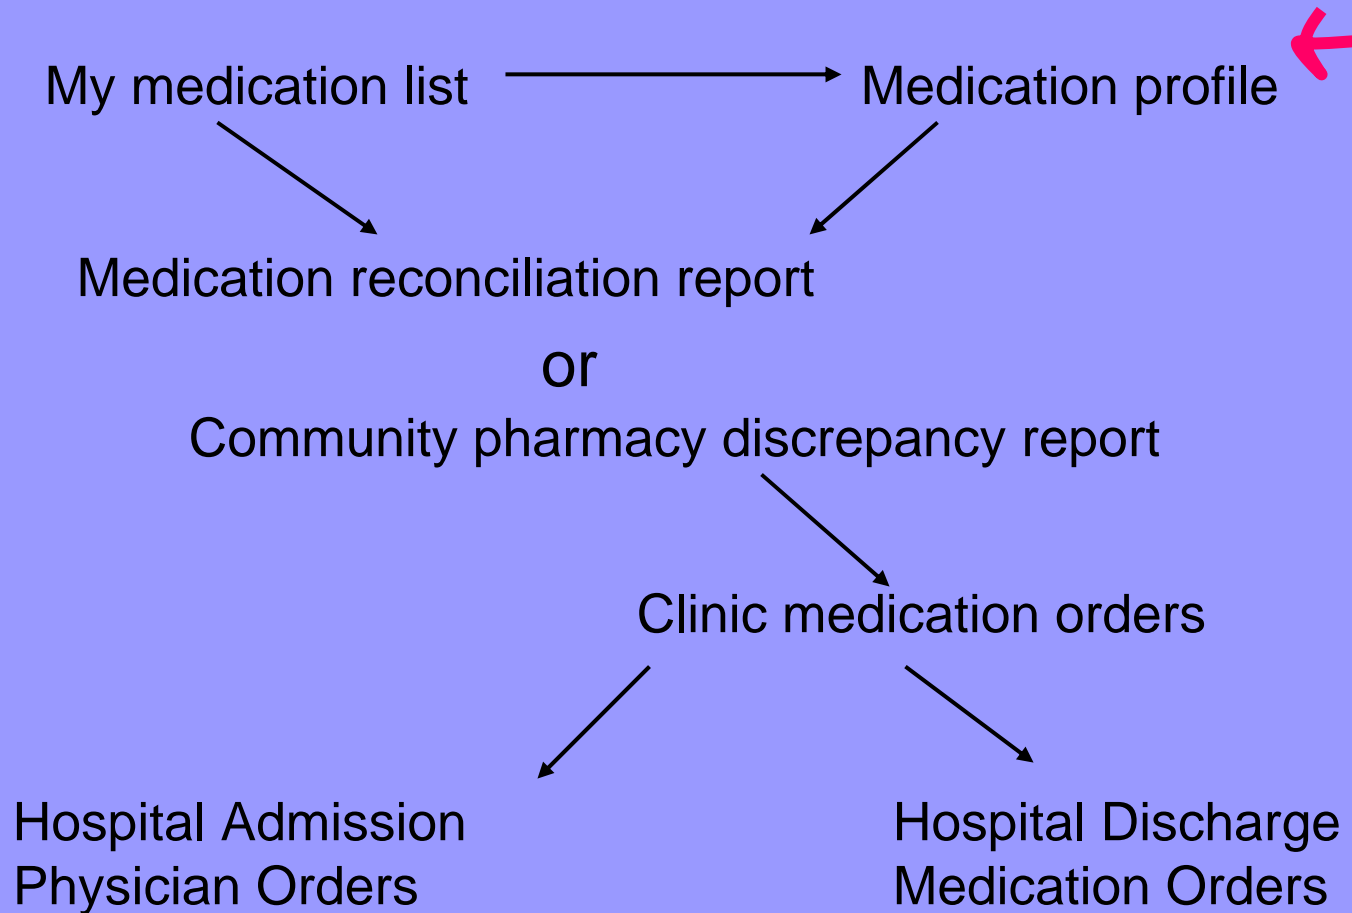 My medication list
Medication profile
Medication reconciliation report
or
Community pharmacy discrepancy report
Clinic medication orders
Hospital Admission
Physician Orders
Hospital Discharge
Medication Orders